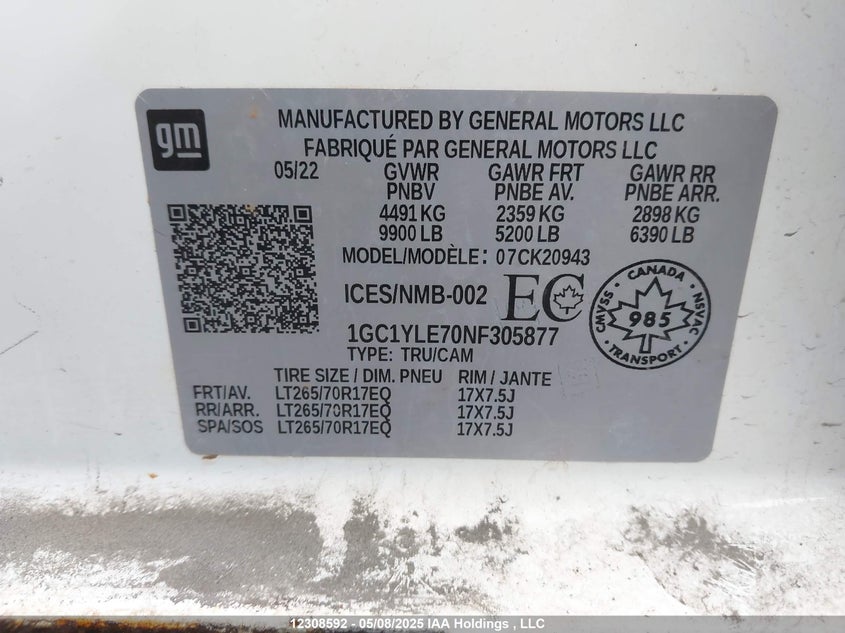 gm
MANUFACTURED BY GENERAL MOTORS LLC
FABRIQUÉ PAR GENERAL MOTORS LLC
05/22 GVWR GAWR FRT GAWR RR
PNBV PNBE AV. PNBE ARR.
4491 KG 2359 KG 2898 KG
9900 LB 5200 LB 6390 LB
MODEL/MODÈLE: 07CK20943
ICES/NMB-002 EC
CANADA
CMVSS 985 NSVAC
TRANSPORT
1GC1YLE70NF305877
TYPE: TRU/CAM
TIRE SIZE / DIM. PNEU RIM / JANTE
FRT/AV. LT265/70R17EQ 17X7.5J
RR/ARR. LT265/70R17EQ 17X7.5J
SPA/SOS LT265/70R17EQ 17X7.5J
12308592 - 05/08/2025 IAA Holdings , LLC